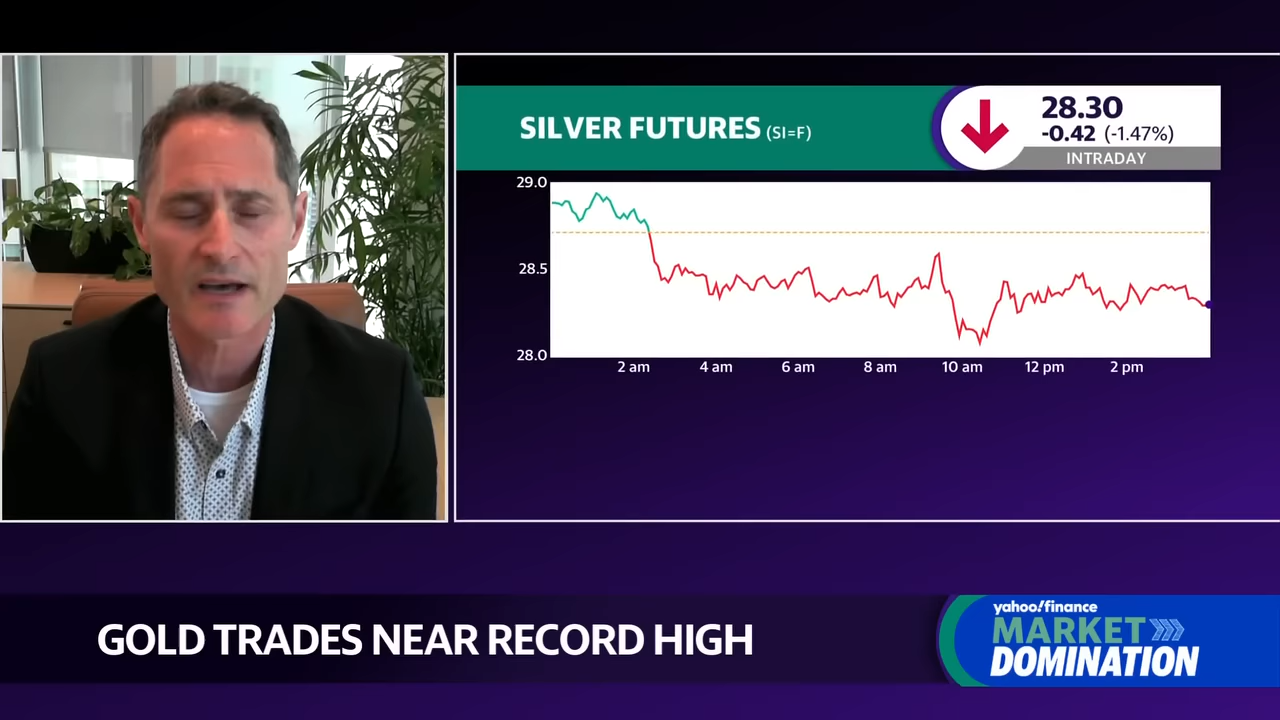 SILVER FUTURES (SI=F)
28.30
-0.42 (-1.47%)
INTRADAY
29.0
28.5
28.0
2 am 4 am 6 am 8 am 10 am 12 pm 2 pm
GOLD TRADES NEAR RECORD HIGH
yahoo!finance
MARKET
DOMINATION